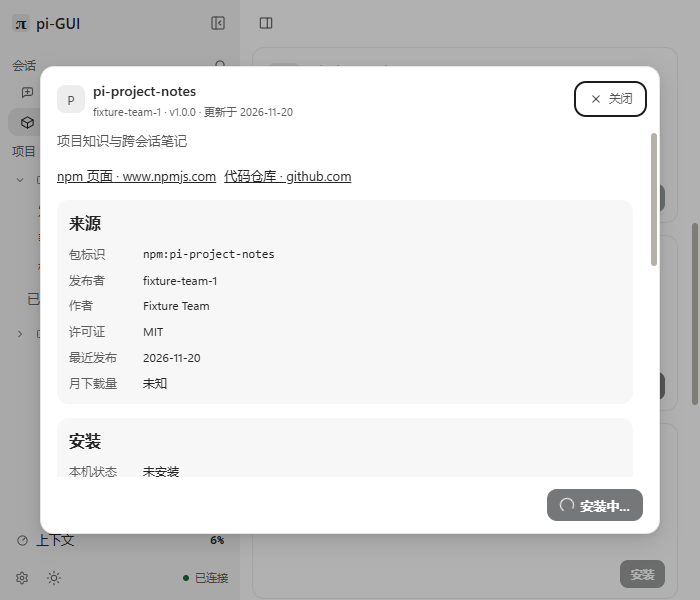 π pi-GUI
会话
项目
已
上下文 6%
已连接
P
pi-project-notes
fixture-team-1 · v1.0.0 · 更新于 2026-11-20
× 关闭
项目知识与跨会话笔记
npm 页面 · www.npmjs.com 代码仓库 · github.com
来源
包标识 npm:pi-project-notes
发布者 fixture-team-1
作者 Fixture Team
许可证 MIT
最近发布 2026-11-20
月下载量 未知
安装
本机状态 未安装
安装中...
安装